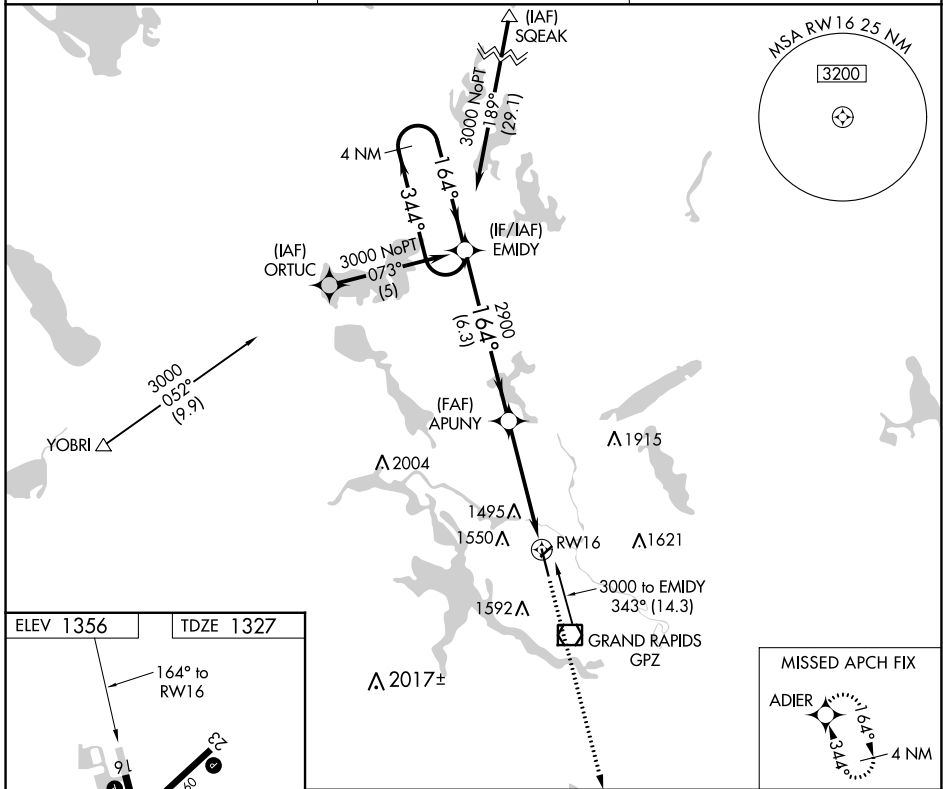 (IAF)
SQEAK
MSA RW16 25 NM
3200
3000 NoPT
189°
(29.1)
4 NM
164°
344°
(IF/IAF)
EMIDY
(IAF)
ORTUC
3000 NoPT
073°
(5)
2900
164°
(6.3)
3000
052°
(9.9)
YOBRI
(FAF)
APUNY
1915
2004
1495
1550
RW16
1621
3000 to EMIDY
343° (14.3)
1592
GRAND RAPIDS
GPZ
2017±
ELEV 1356
TDZE 1327
164° to
RW16
16
23
P
60
MISSED APCH FIX
ADIER
164°
344°
4 NM